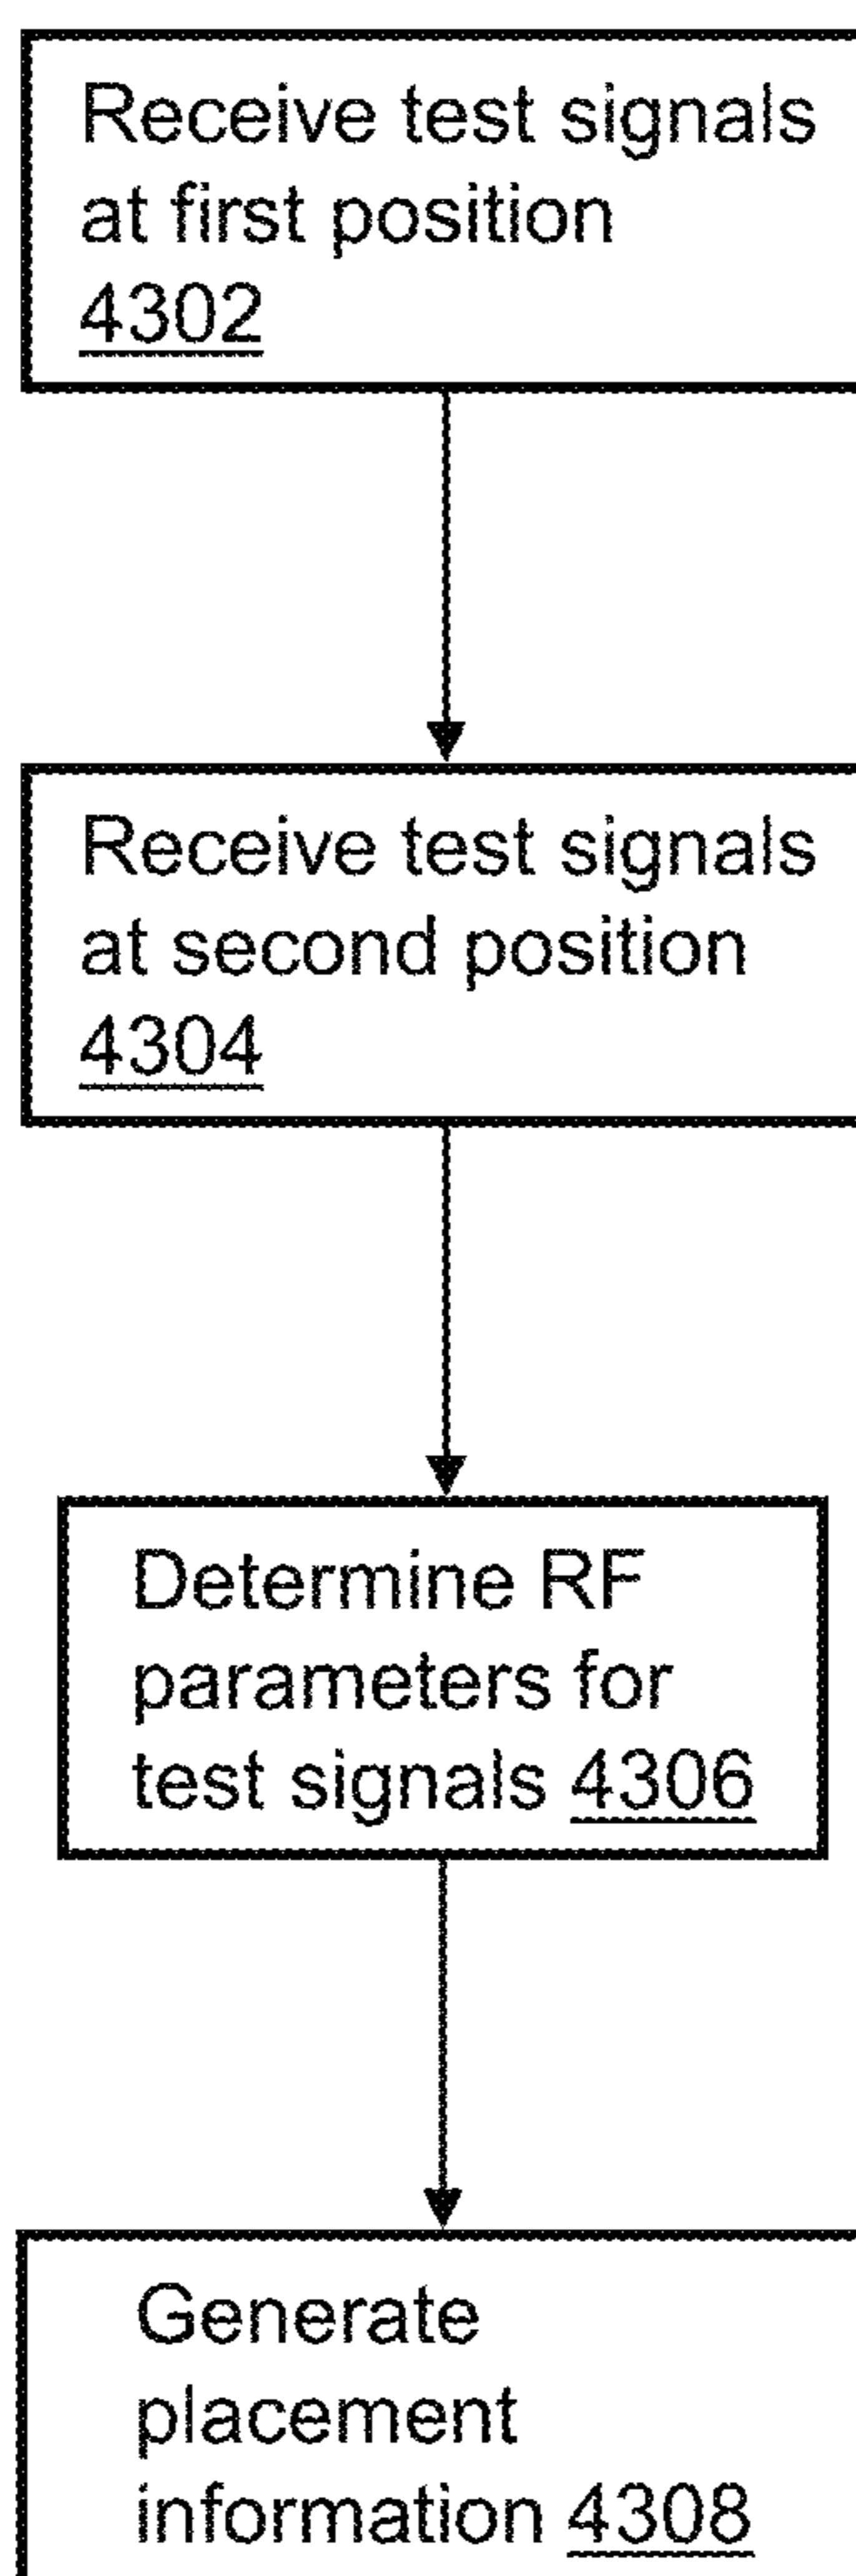 Receive test signals
at first position
4302
Receive test signals
at second position
4304
Determine RF
parameters for
test signals 4306
Generate
placement
information 4308